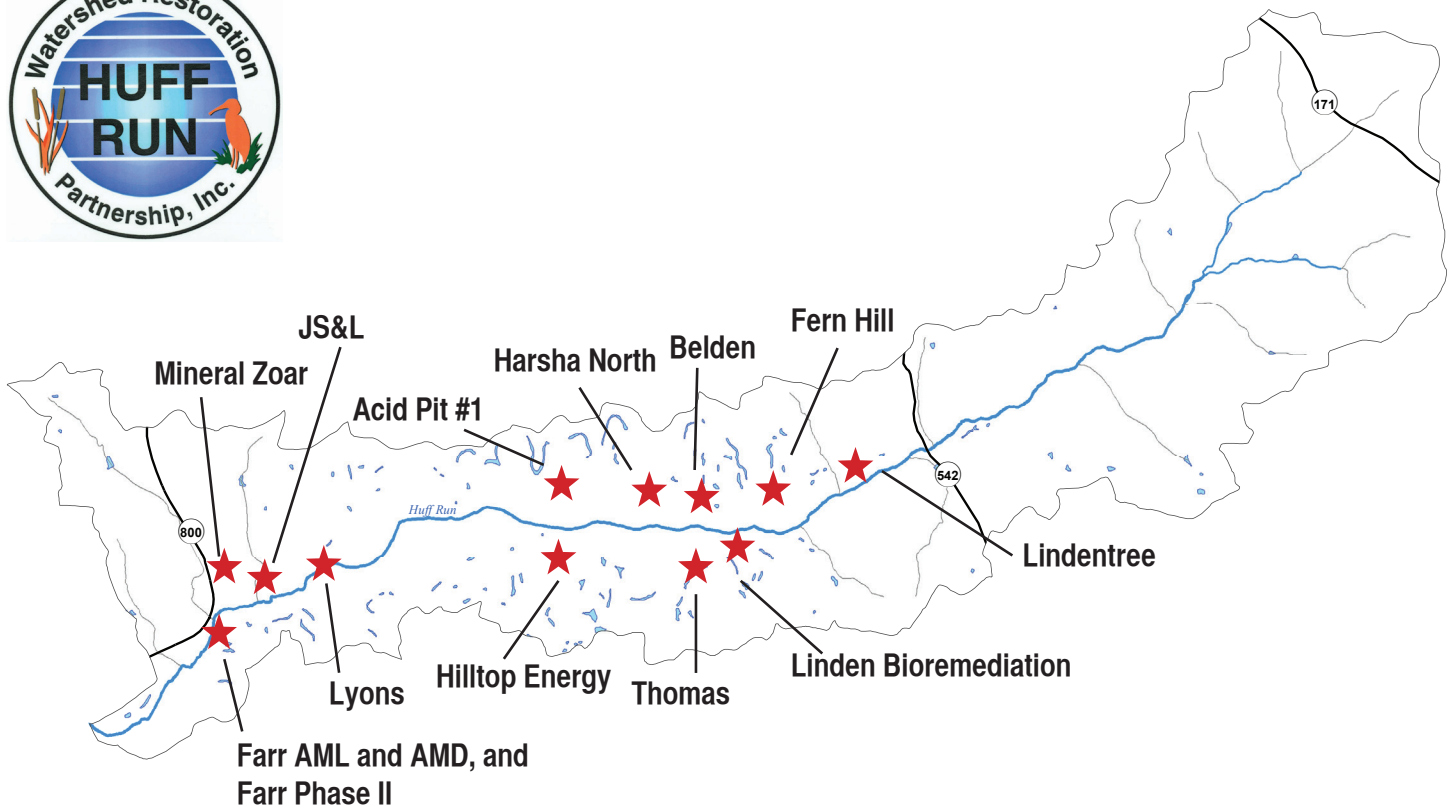 Watershed Restoration
HUFF
RUN
Partnership, Inc.
171
JS&L
Fern Hill
Belden
Harsha North
Mineral Zoar
Acid Pit #1
542
Huff Run
800
Lindentree
Linden Bioremediation
Hilltop Energy
Thomas
Lyons
Farr AML and AMD, and
Farr Phase II